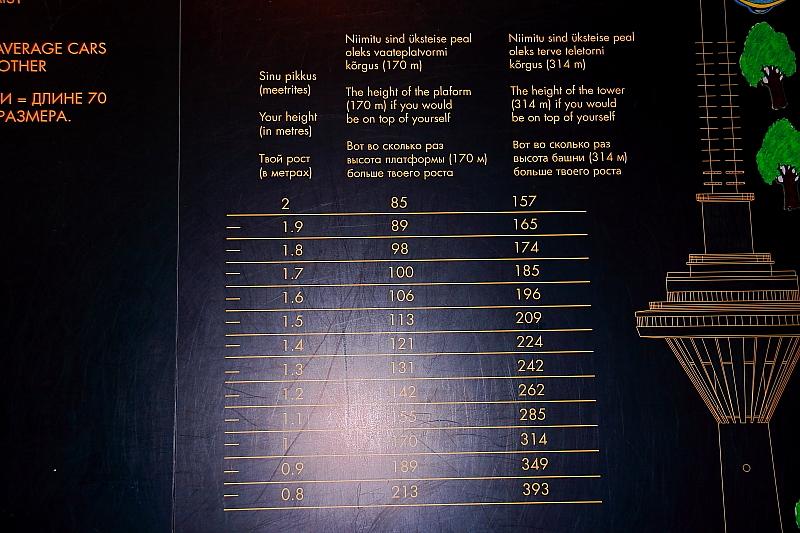 AVERAGE CARS
OTHER
И = ДЛИНЕ 70
РАЗМЕРА.
Sinu pikkus
(meetrites)
Your height
(in metres)
Твой рост
(в метрах)
Niimitu sind üksteise peal
oleks vaateplatvormi
kõrgus (170 m)
The height of the plaform
(170 m) if you would
be on top of yourself
Вот во сколько раз
высота платформы (170 м)
больше твоего роста
Niimitu sind üksteise peal
oleks terve teletorni
kõrgus (314 m)
The height of the tower
(314 m) if you would
be on top of yourself
Вот во сколько раз
высота башни (314 м)
больше твоего роста
2 85 157
1.9 89 165
1.8 98 174
1.7 100 185
1.6 106 196
1.5 113 209
1.4 121 224
1.3 131 242
1.2 142 262
1.1 155 285
1 170 314
0.9 189 349
0.8 213 393